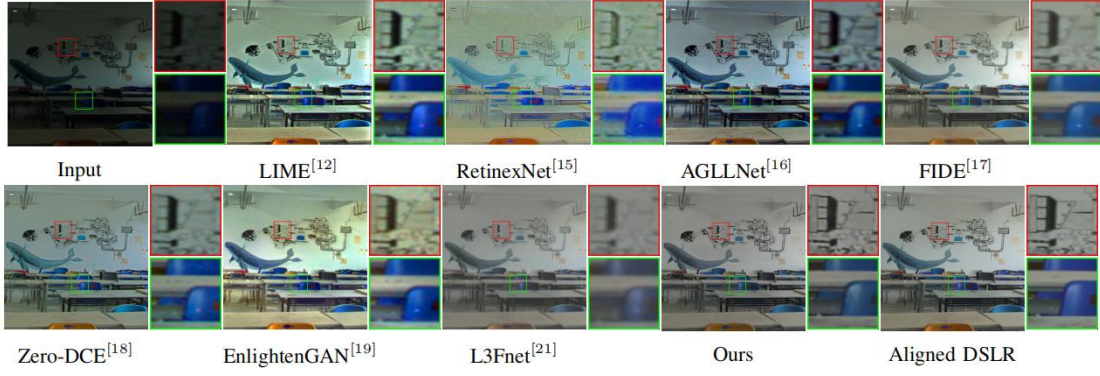 Input LIME[12] RetinexNet[15] AGLLNet[16] FIDE[17]
Zero-DCE[18] EnlightenGAN[19] L3Fnet[21] Ours Aligned DSLR